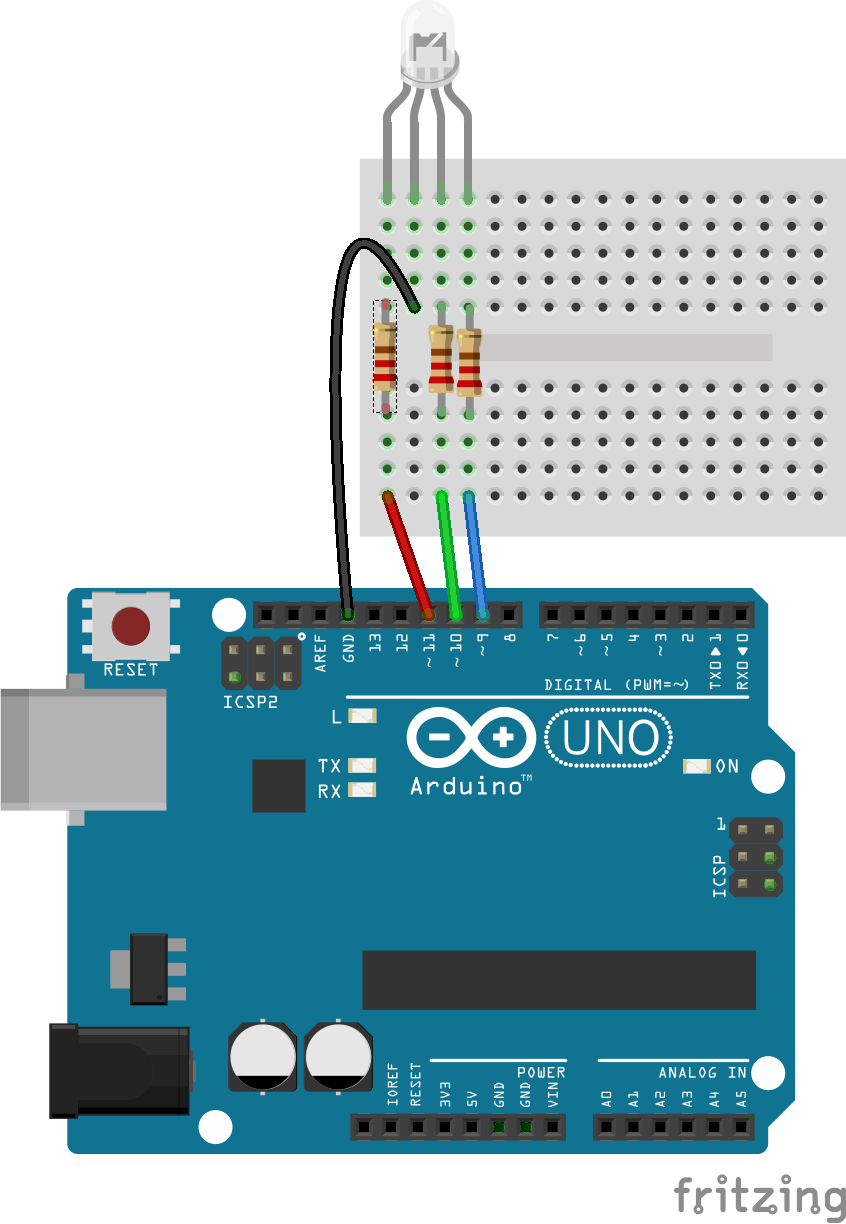 RESET
ICSP2
AREF
GND
13
12
~11
~10
~9
8
7
~6
~5
4
~3
2
TX0▶1
RX0◀0
DIGITAL (PWM=~)
L
TX
RX
UNO
Arduino™
ON
1
ICSP
IOREF
RESET
3V3
5V
GND
GND
VIN
POWER
A0
A1
A2
A3
A4
A5
ANALOG IN
fritzing